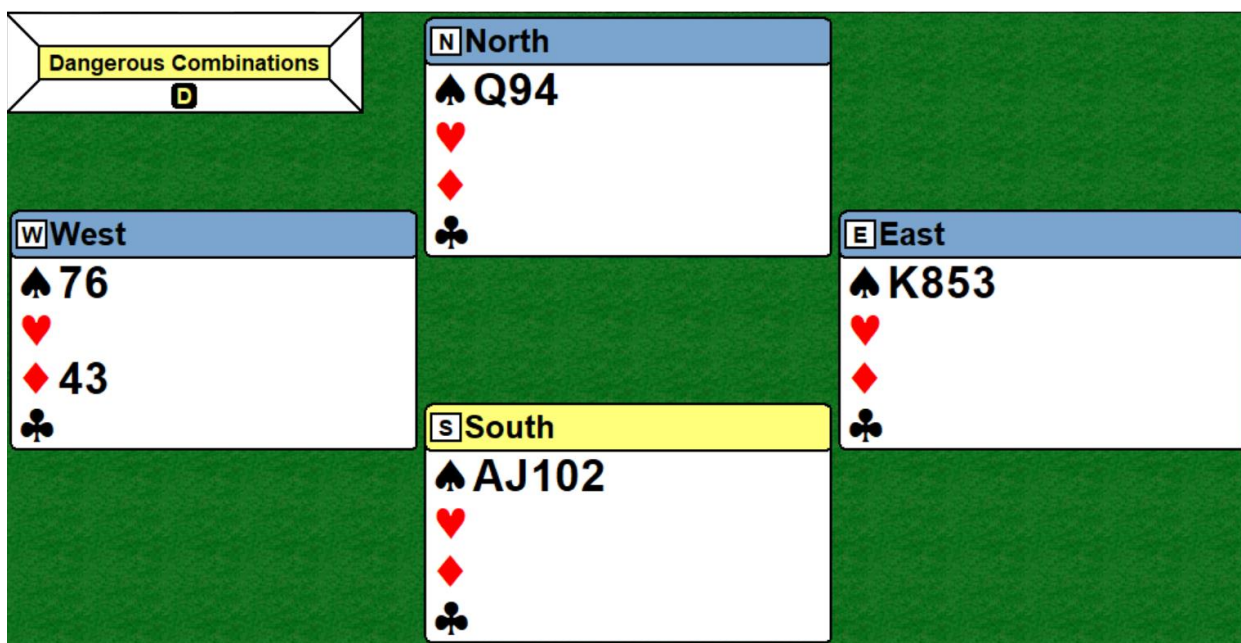 Dangerous Combinations
D
N North
♠ Q94
♥
♦
♣
W West
♠ 76
♥
♦ 43
♣
E East
♠ K853
♥
♦
♣
S South
♠ AJ102
♥
♦
♣